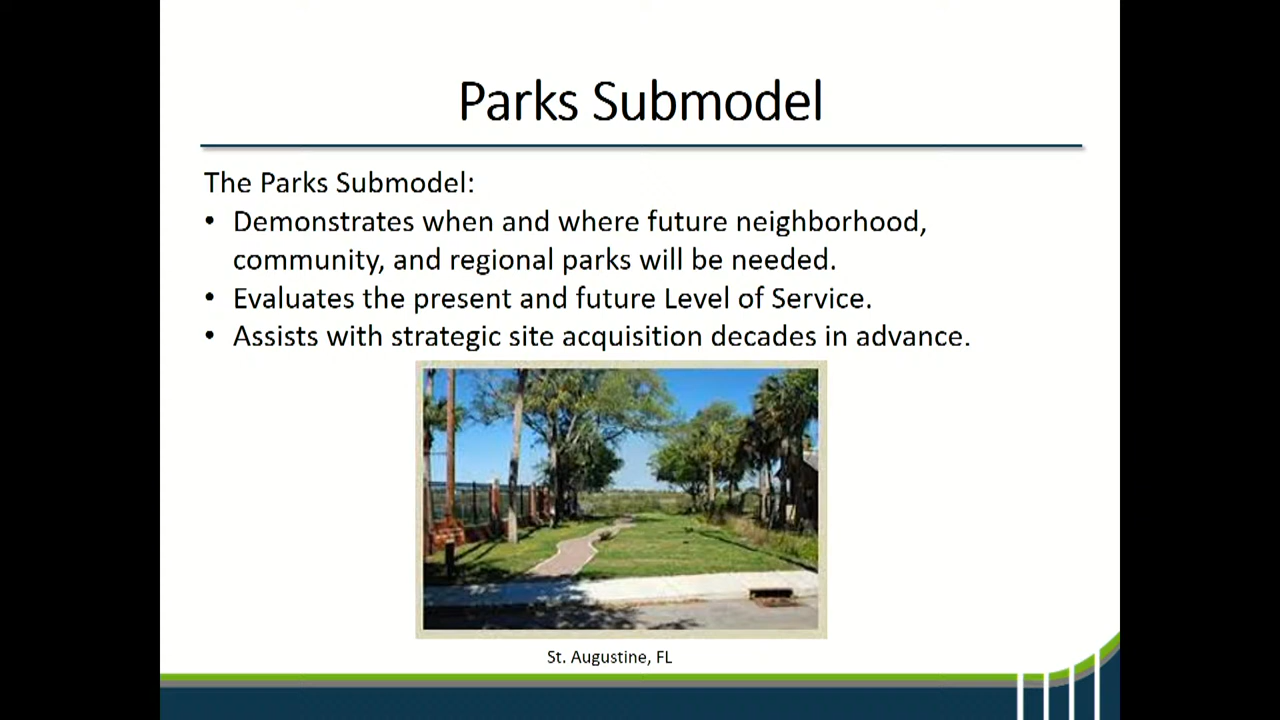 Parks Submodel
The Parks Submodel:
• Demonstrates when and where future neighborhood,
community, and regional parks will be needed.
• Evaluates the present and future Level of Service.
• Assists with strategic site acquisition decades in advance.
St. Augustine, FL